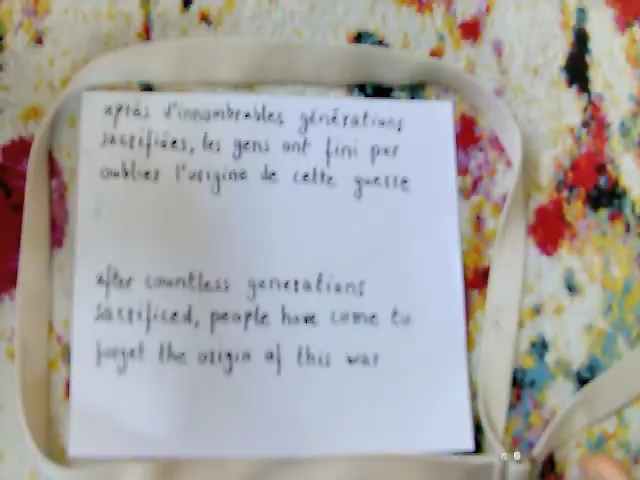 après d'innombrables générations
sacrifiées, les gens ont fini par
oublier l'origine de cette guerre
after countless generations
sacrificed, people have come to
forget the origin of this war